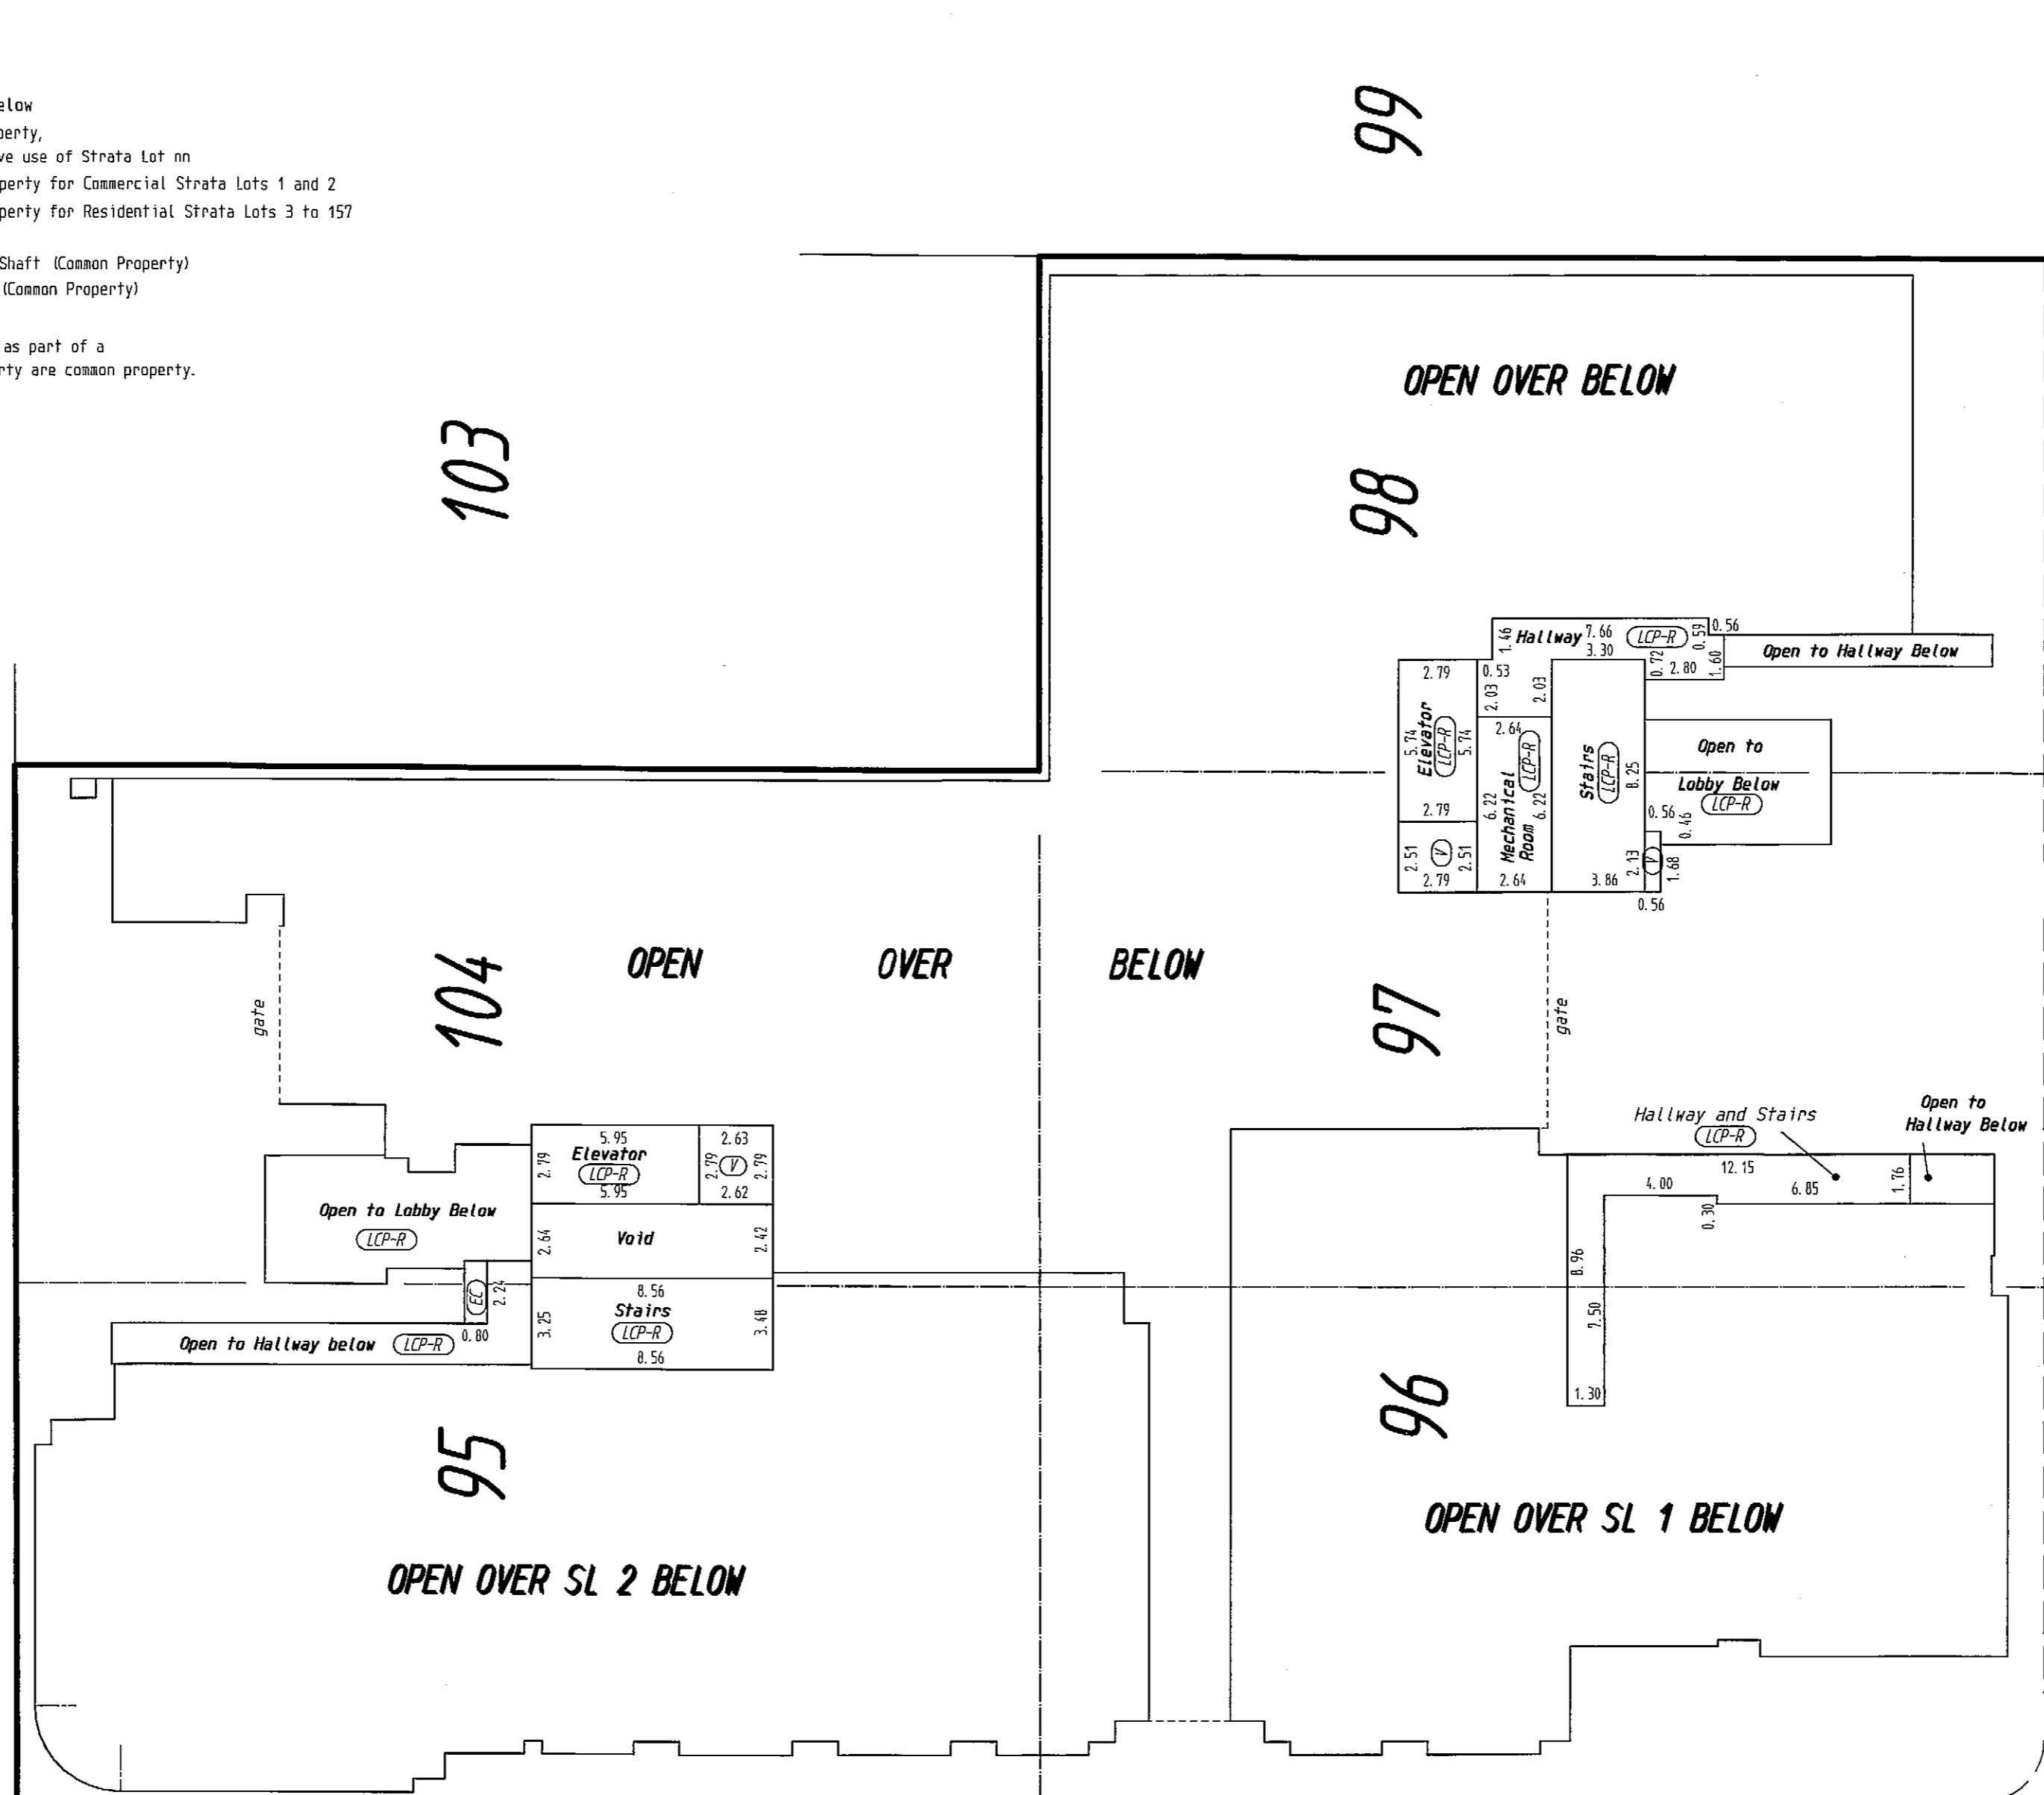 elow
perty,
ve use of Strata Lot nn
perty for Commercial Strata Lots 1 and 2
perty for Residential Strata Lots 3 to 157
Shaft (Common Property)
(Common Property)
as part of a
rty are common property.
99
103
OPEN OVER BELOW
98
1.46
Hallway
7.66
LCP-R
0.59
0.56
3.30
0.72
2.80
1.60
Open to Hallway Below
2.79
0.53
2.03
2.03
5.74
Elevator
LCP-R
5.74
2.79
2.64
6.22
Mechanical
Room
LCP-R
6.22
2.64
Stairs
LCP-R
8.25
3.86
Open to
Lobby Below
LCP-R
0.56
0.46
2.13
V
1.68
0.56
2.51
V
2.51
2.79
104
OPEN OVER BELOW
97
gate
gate
5.95
Elevator
LCP-R
5.95
2.79
2.63
2.79
V
2.79
2.62
Open to Lobby Below
LCP-R
2.64
Void
2.42
EC
2.24
0.80
8.56
Stairs
LCP-R
8.56
3.25
3.48
Open to Hallway below
LCP-R
Hallway and Stairs
LCP-R
Open to
Hallway Below
12.15
4.00
6.85
1.76
0.30
8.96
7.50
1.30
95
96
OPEN OVER SL 2 BELOW
OPEN OVER SL 1 BELOW